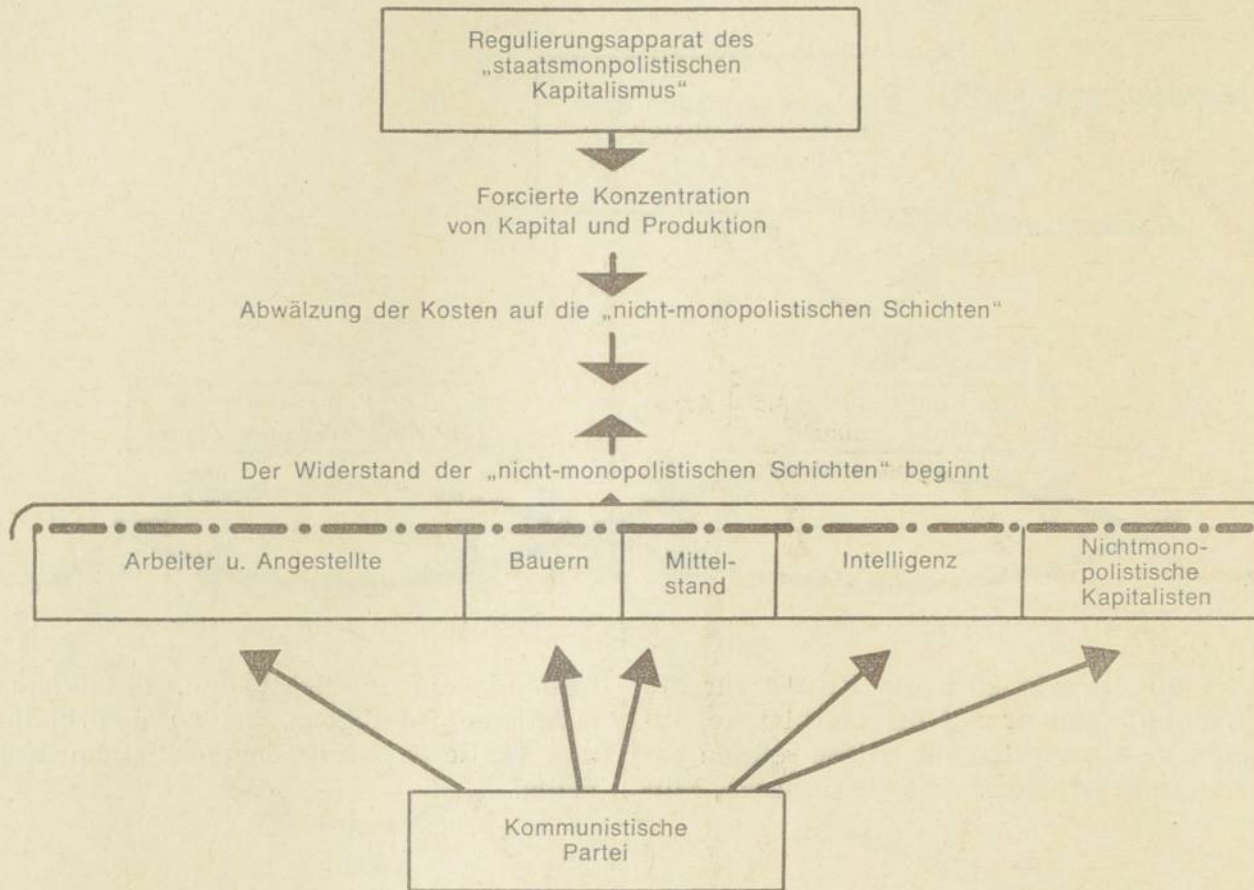 Regulierungsapparat des
„staatsmonpolistischen
Kapitalismus“
Forcierte Konzentration
von Kapital und Produktion
Abwälzung der Kosten auf die „nicht-monopolistischen Schichten“
Der Widerstand der „nicht-monopolistischen Schichten“ beginnt
Arbeiter u. Angestellte
Bauern
Mittel-
stand
Intelligenz
Nichtmono-
polistische
Kapitalisten
Kommunistische
Partei